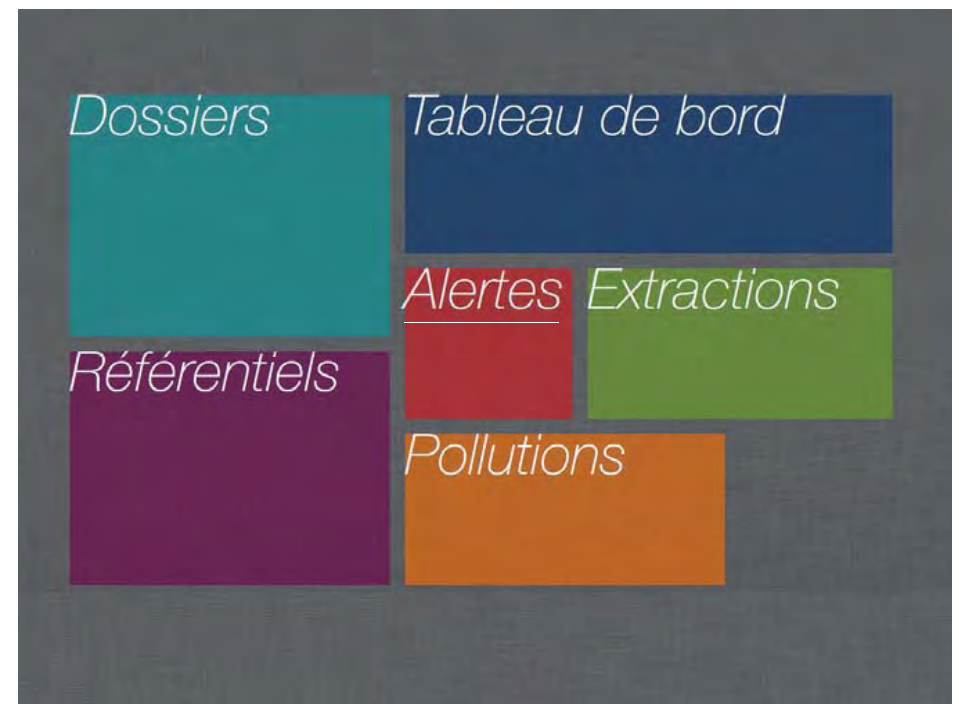 Dossiers
Tableau de bord
Alertes
Extractions
Référentiels
Pollutions